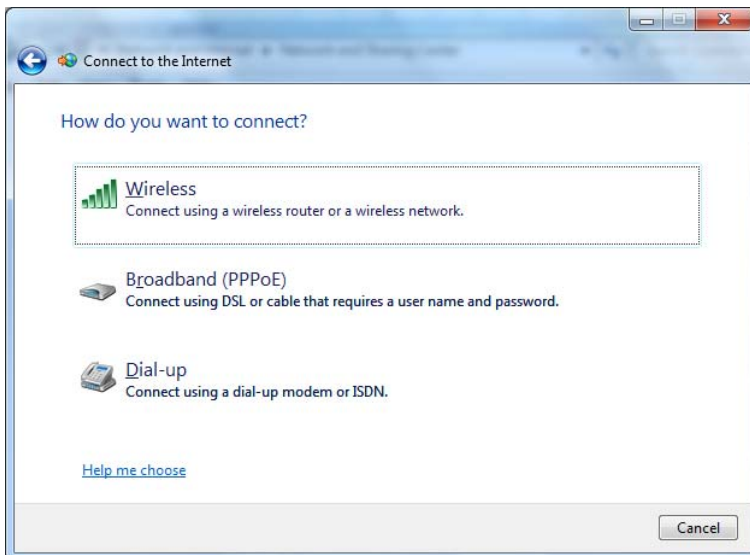 Connect to the Internet
How do you want to connect?
Wireless
Connect using a wireless router or a wireless network.
Broadband (PPPoE)
Connect using DSL or cable that requires a user name and password.
Dial-up
Connect using a dial-up modem or ISDN.
Help me choose
Cancel